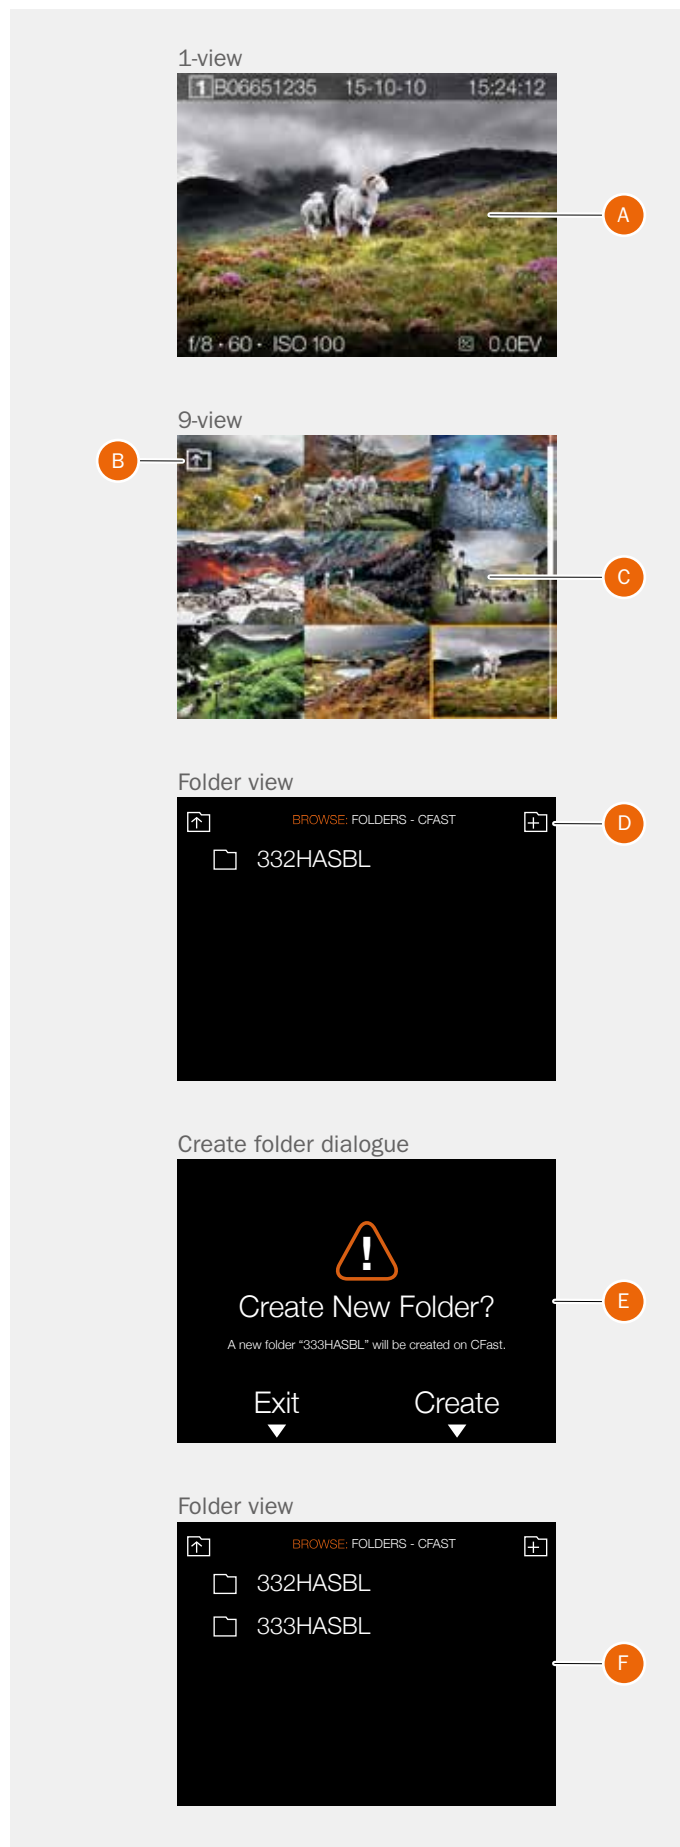 1-view
1 B06651235 15-10-10 15:24:12
A
f/8 · 60 · ISO 100 0.0EV
9-view
B
C
Folder view
BROWSE: FOLDERS - CFAST
D
332HASBL
Create folder dialogue
!
Create New Folder?
E
A new folder “333HASBL” will be created on CFast.
Exit Create
Folder view
BROWSE: FOLDERS - CFAST
332HASBL
333HASBL
F